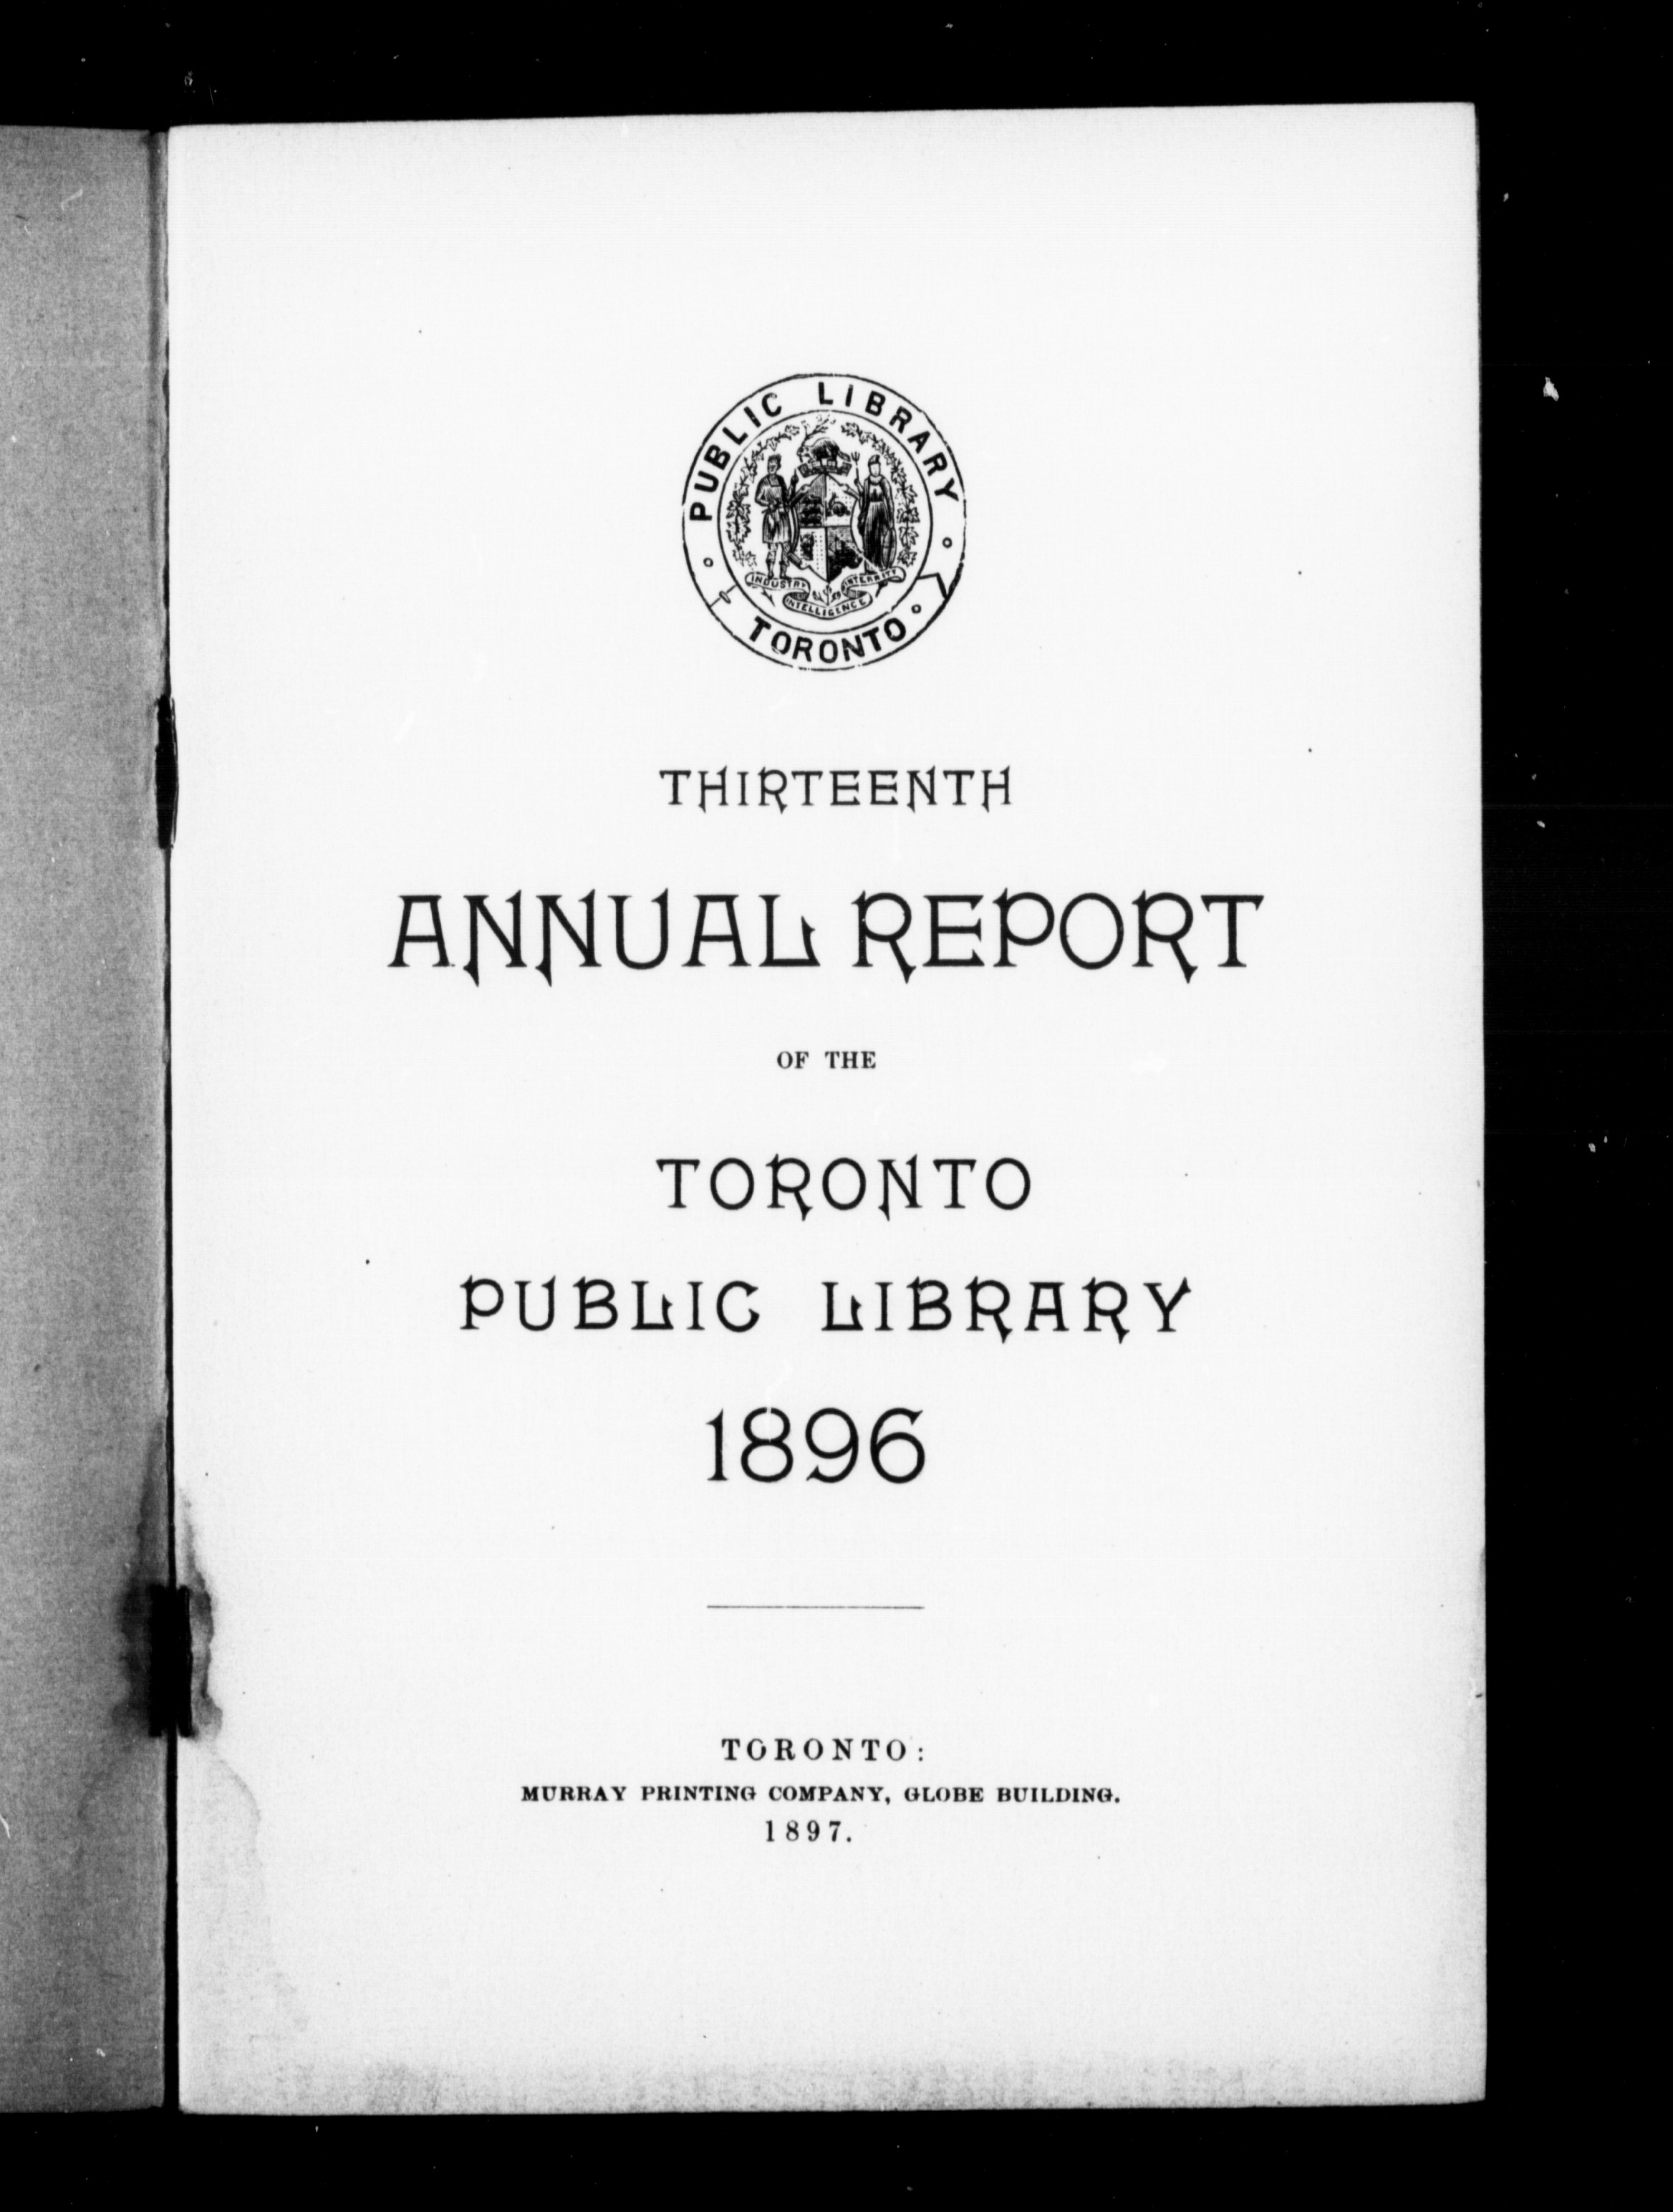 PUBLIC LIBRARY
INDUSTRY
INTELLIGENCE
INTEGRITY
TORONTO
THIRTEENTH
ANNUAL REPORT
OF THE
TORONTO
PUBLIC LIBRARY
1896
TORONTO:
MURRAY PRINTING COMPANY, GLOBE BUILDING.
1897.